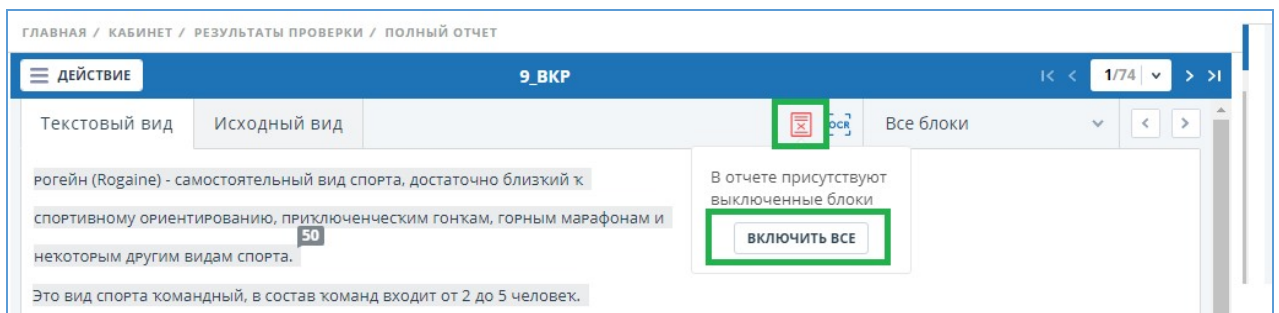 ГЛАВНАЯ / КАБИНЕТ / РЕЗУЛЬТАТЫ ПРОВЕРКИ / ПОЛНЫЙ ОТЧЕТ
ДЕЙСТВИЕ
9_ВКР
1/74
Текстовый вид
Исходный вид
OCR
Все блоки
В отчете присутствуют
выключенные блоки
ВКЛЮЧИТЬ ВСЕ
Рогейн (Rogaine) - самостоятельный вид спорта, достаточно близкий к
спортивному ориентированию, приключенческим гонкам, горным марафонам и
50
некоторым другим видам спорта.
Это вид спорта командный, в состав команд входит от 2 до 5 человек.